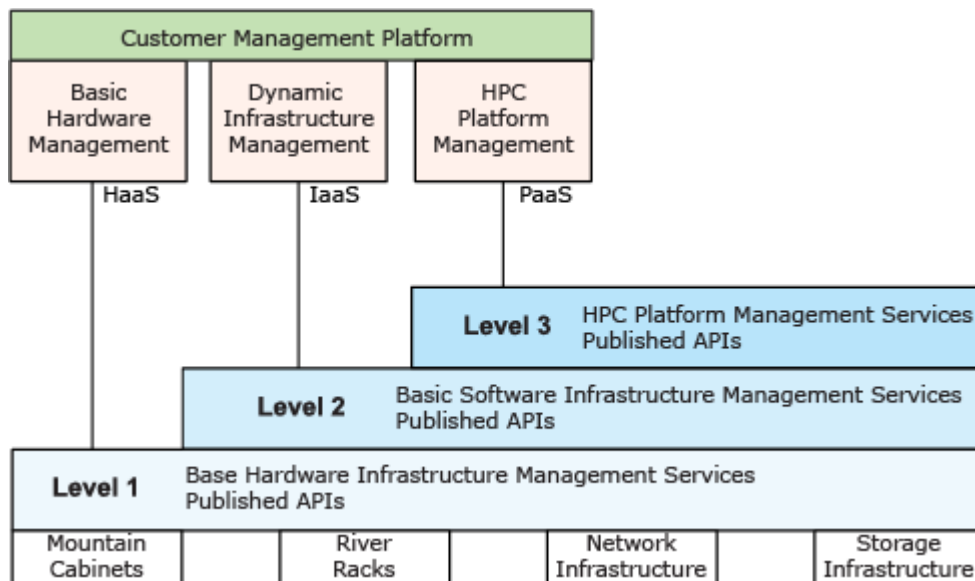 Customer Management Platform
Basic
Hardware
Management
Dynamic
Infrastructure
Management
HPC
Platform
Management
HaaS
IaaS
PaaS
Level 3
HPC Platform Management Services
Published APIs
Level 2
Basic Software Infrastructure Management Services
Published APIs
Level 1
Base Hardware Infrastructure Management Services
Published APIs
Mountain
Cabinets
River
Racks
Network
Infrastructure
Storage
Infrastructure